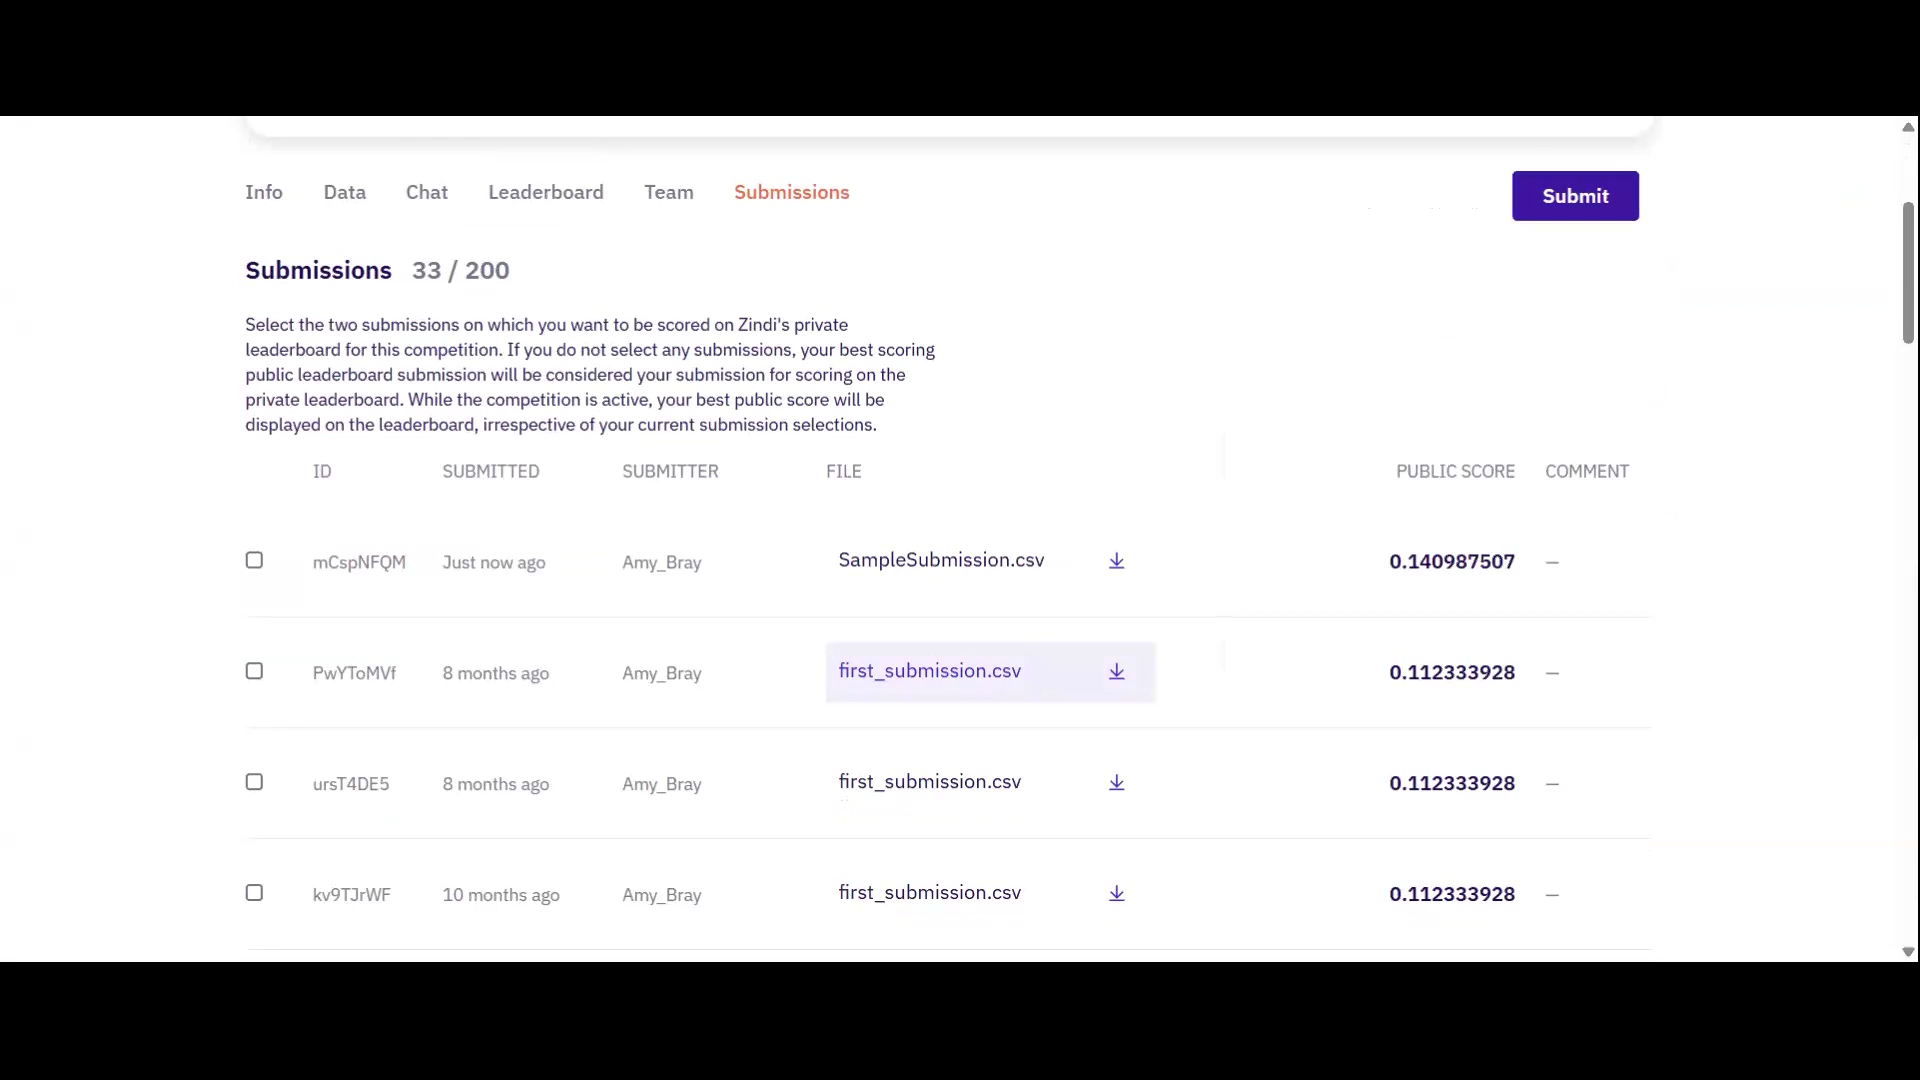 Info Data Chat Leaderboard Team Submissions Submit
Submissions 33 / 200
Select the two submissions on which you want to be scored on Zindi's private
leaderboard for this competition. If you do not select any submissions, your best scoring
public leaderboard submission will be considered your submission for scoring on the
private leaderboard. While the competition is active, your best public score will be
displayed on the leaderboard, irrespective of your current submission selections.
ID SUBMITTED SUBMITTER FILE PUBLIC SCORE COMMENT
mCspNFQM Just now ago Amy_Bray SampleSubmission.csv 0.140987507 –
PwYToMVf 8 months ago Amy_Bray first_submission.csv 0.112333928 –
ursT4DE5 8 months ago Amy_Bray first_submission.csv 0.112333928 –
kv9TJrWF 10 months ago Amy_Bray first_submission.csv 0.112333928 –